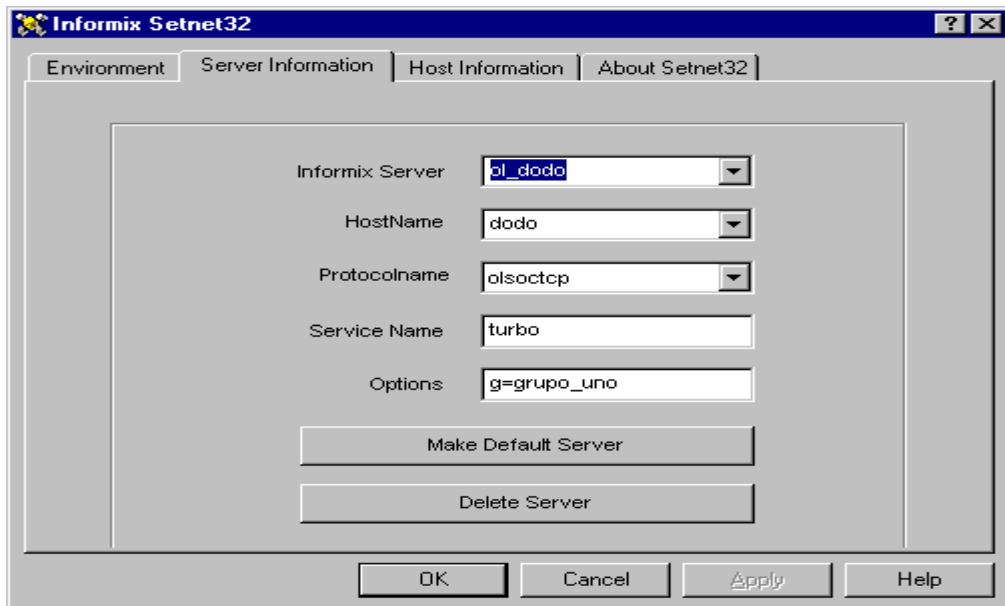 Informix Setnet32
Environment Server Information Host Information About Setnet32
Informix Server ol_dodo
HostName dodo
Protocolname olsoctcp
Service Name turbo
Options g=grupo_uno
Make Default Server
Delete Server
OK Cancel Apply Help